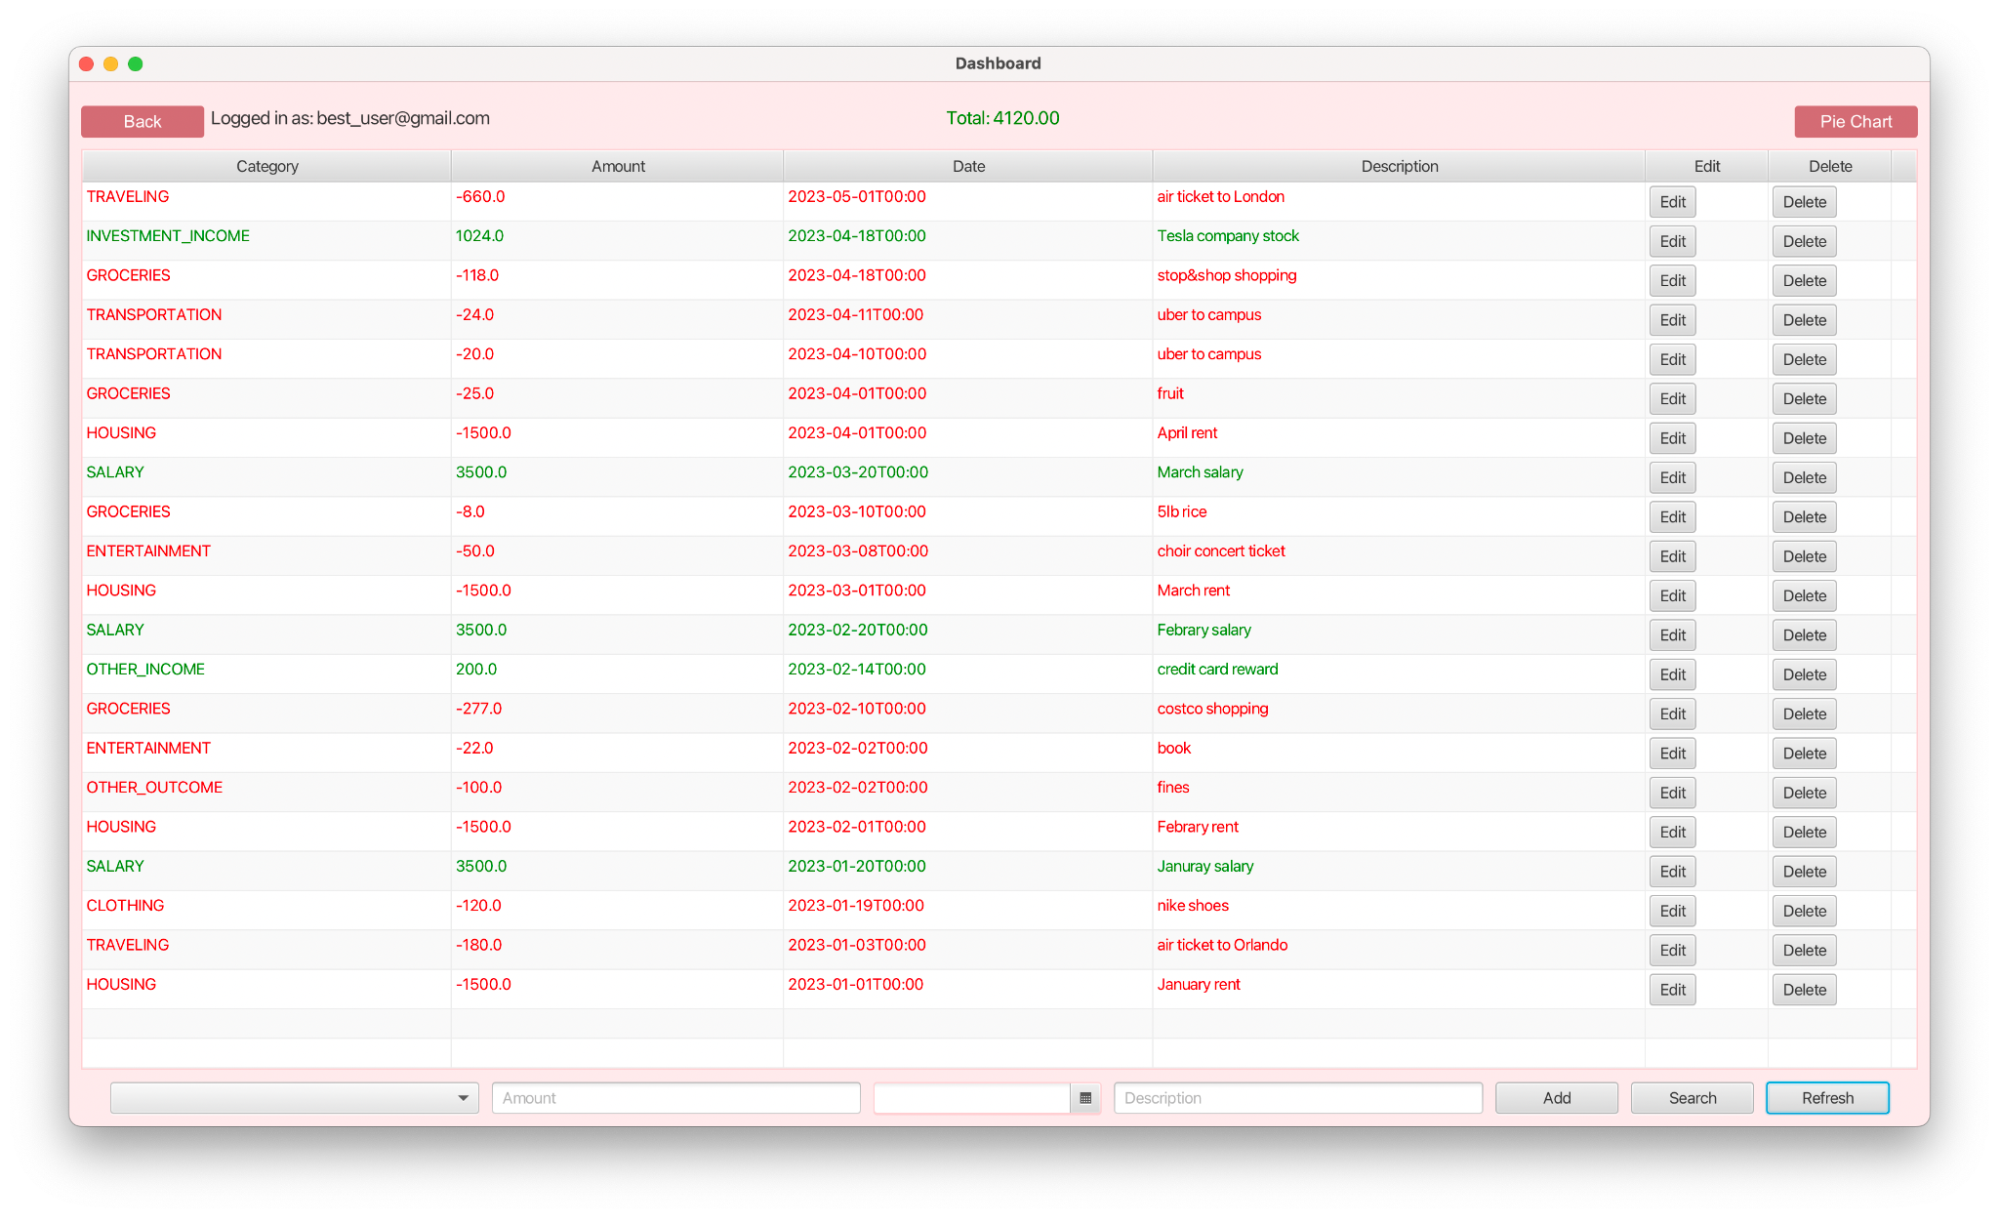 Dashboard
Back Logged in as: best_user@gmail.com Total: 4120.00 Pie Chart
Category Amount Date Description Edit Delete
TRAVELING -660.0 2023-05-01T00:00 air ticket to London Edit Delete
INVESTMENT_INCOME 1024.0 2023-04-18T00:00 Tesla company stock Edit Delete
GROCERIES -118.0 2023-04-18T00:00 stop&shop shopping Edit Delete
TRANSPORTATION -24.0 2023-04-11T00:00 uber to campus Edit Delete
TRANSPORTATION -20.0 2023-04-10T00:00 uber to campus Edit Delete
GROCERIES -25.0 2023-04-01T00:00 fruit Edit Delete
HOUSING -1500.0 2023-04-01T00:00 April rent Edit Delete
SALARY 3500.0 2023-03-20T00:00 March salary Edit Delete
GROCERIES -8.0 2023-03-10T00:00 5lb rice Edit Delete
ENTERTAINMENT -50.0 2023-03-08T00:00 choir concert ticket Edit Delete
HOUSING -1500.0 2023-03-01T00:00 March rent Edit Delete
SALARY 3500.0 2023-02-20T00:00 Febrary salary Edit Delete
OTHER_INCOME 200.0 2023-02-14T00:00 credit card reward Edit Delete
GROCERIES -277.0 2023-02-10T00:00 costco shopping Edit Delete
ENTERTAINMENT -22.0 2023-02-02T00:00 book Edit Delete
OTHER_OUTCOME -100.0 2023-02-02T00:00 fines Edit Delete
HOUSING -1500.0 2023-02-01T00:00 Febrary rent Edit Delete
SALARY 3500.0 2023-01-20T00:00 Januray salary Edit Delete
CLOTHING -120.0 2023-01-19T00:00 nike shoes Edit Delete
TRAVELING -180.0 2023-01-03T00:00 air ticket to Orlando Edit Delete
HOUSING -1500.0 2023-01-01T00:00 January rent Edit Delete
Amount Description Add Search Refresh